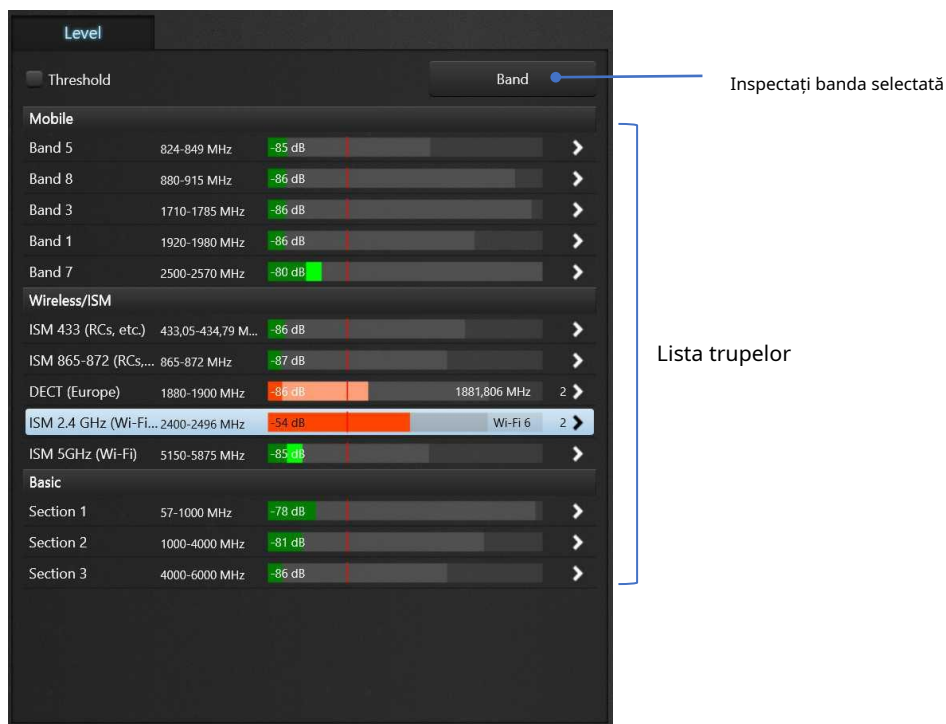 Level
Threshold
Band
Inspectați banda selectată
Mobile
Band 5 824-849 MHz -85 dB
Band 8 880-915 MHz -86 dB
Band 3 1710-1785 MHz -86 dB
Band 1 1920-1980 MHz -86 dB
Band 7 2500-2570 MHz -80 dB
Wireless/ISM
ISM 433 (RCs, etc.) 433,05-434,79 M... -86 dB
ISM 865-872 (RCs,... 865-872 MHz -87 dB
Lista trupelor
DECT (Europe) 1880-1900 MHz -86 dB 1881,806 MHz 2
ISM 2.4 GHz (Wi-Fi... 2400-2496 MHz -54 dB Wi-Fi 6 2
ISM 5GHz (Wi-Fi) 5150-5875 MHz -85 dB
Basic
Section 1 57-1000 MHz -78 dB
Section 2 1000-4000 MHz -81 dB
Section 3 4000-6000 MHz -86 dB